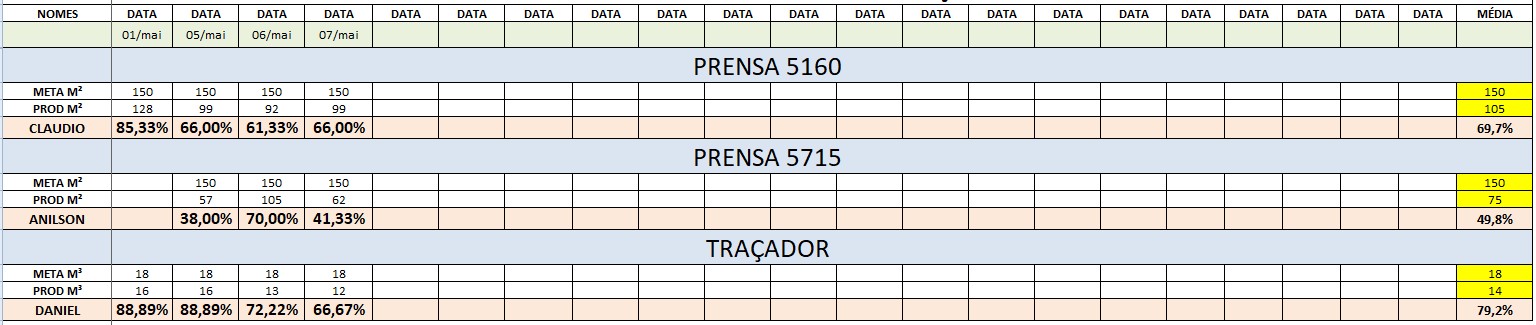 NOMES DATA DATA DATA DATA DATA DATA DATA DATA DATA DATA DATA DATA DATA DATA DATA DATA DATA DATA DATA DATA DATA DATA DATA MÉDIA
01/mai 05/mai 06/mai 07/mai
PRENSA 5160
META M² 150 150 150 150 150
PROD M² 128 99 92 99 105
CLAUDIO 85,33% 66,00% 61,33% 66,00% 69,7%
PRENSA 5715
META M² 150 150 150 150
PROD M² 57 105 62 75
ANILSON 38,00% 70,00% 41,33% 49,8%
TRAÇADOR
META M³ 18 18 18 18 18
PROD M³ 16 16 13 12 14
DANIEL 88,89% 88,89% 72,22% 66,67% 79,2%